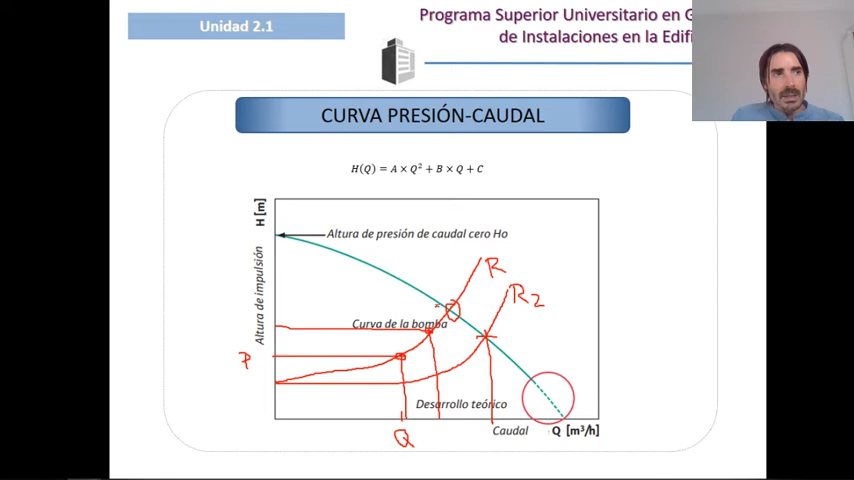 Unidad 2.1
Programa Superior Universitario en G
de Instalaciones en la Edifi
CURVA PRESIÓN-CAUDAL
H(Q) = A × Q² + B × Q + C
H [m]
Altura de impulsión
Altura de presión de caudal cero Ho
R
R2
Curva de la bomba
P
Desarrollo teórico
Caudal Q [m³/h]
Q